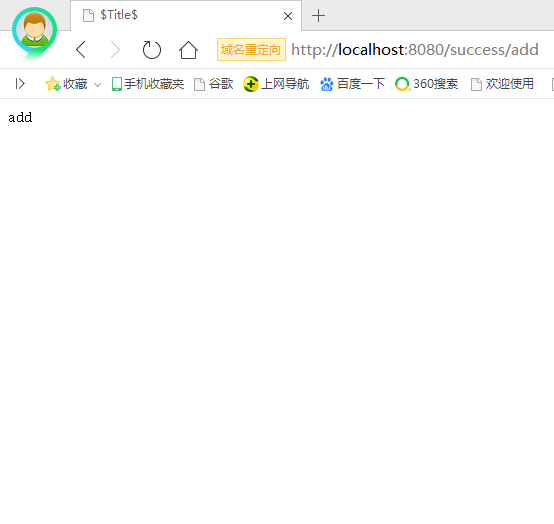 $Title$
域名重定向 http://localhost:8080/success/add
收藏 手机收藏夹 谷歌 上网导航 百度一下 360搜索 欢迎使用
add